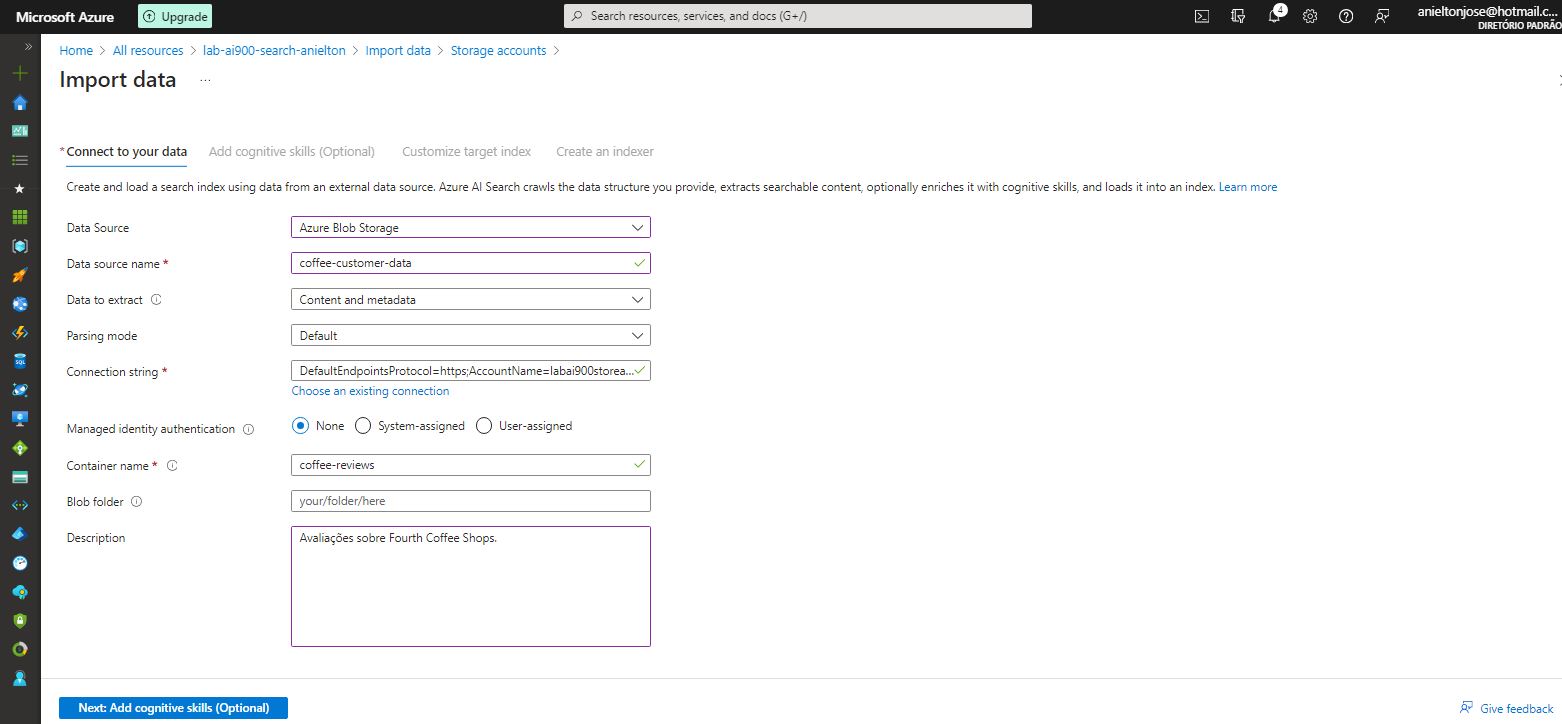 Microsoft Azure
Upgrade
Search resources, services, and docs (G+/)
4
anieltonjose@hotmail.c...
DIRETÓRIO PADRÃO
Home > All resources > lab-ai900-search-anielton > Import data > Storage accounts >
Import data ...
* Connect to your data
Add cognitive skills (Optional)
Customize target index
Create an indexer
Create and load a search index using data from an external data source. Azure AI Search crawls the data structure you provide, extracts searchable content, optionally enriches it with cognitive skills, and loads it into an index. Learn more
Data Source
Azure Blob Storage
Data source name *
coffee-customer-data
Data to extract
Content and metadata
Parsing mode
Default
Connection string *
DefaultEndpointsProtocol=https;AccountName=labai900storea...
Choose an existing connection
Managed identity authentication
None
System-assigned
User-assigned
Container name *
coffee-reviews
Blob folder
your/folder/here
Description
Avaliações sobre Fourth Coffee Shops.
Next: Add cognitive skills (Optional)
Give feedback